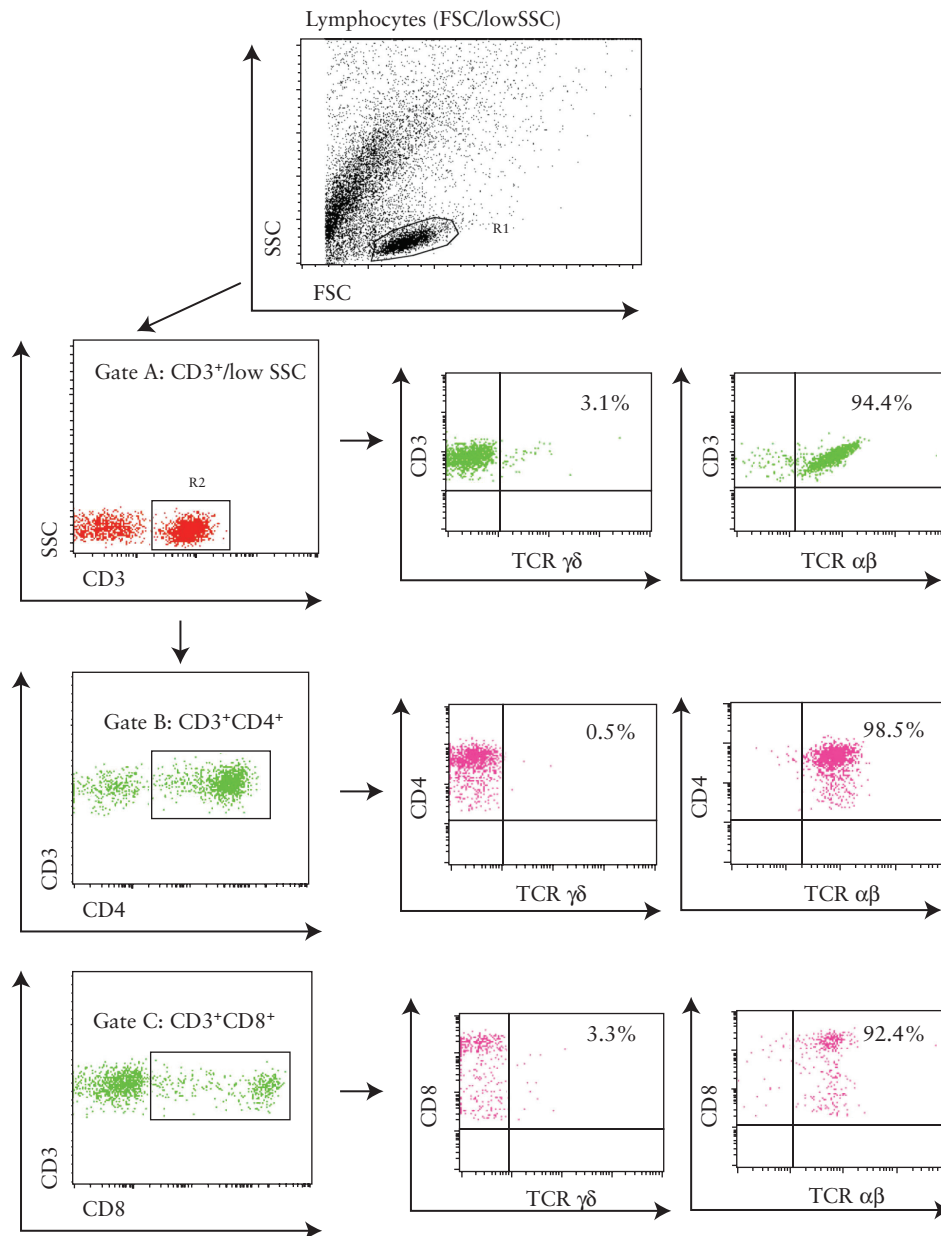 Lymphocytes (FSC/lowSSC)
SSC
R1
FSC
Gate A: CD3⁺/low SSC
R2
SSC
CD3
3.1%
CD3
TCR γδ
94.4%
CD3
TCR αβ
Gate B: CD3⁺CD4⁺
CD3
CD4
0.5%
CD4
TCR γδ
98.5%
CD4
TCR αβ
Gate C: CD3⁺CD8⁺
CD3
CD8
3.3%
CD8
TCR γδ
92.4%
CD8
TCR αβ